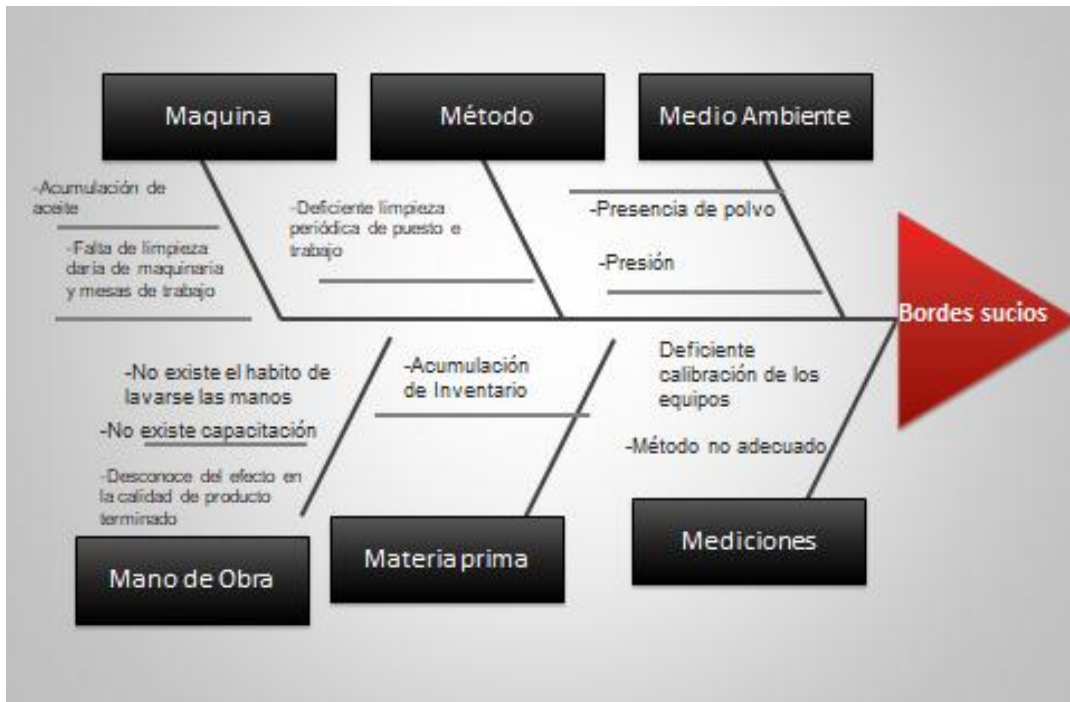 Maquina
Método
Medio Ambiente
-Acumulación de
aceite
-Falta de limpieza
daría de maquinaria
y mesas de trabajo
-Deficiente limpieza
periódica de puesto e
trabajo
-Presencia de polvo
-Presión
Bordes sucios
-No existe el habito de
lavarse las manos
-No existe capacitación
-Desconoce del efecto en
la calidad de producto
terminado
-Acumulación
de Inventario
Deficiente
calibración de los
equipos
-Método no adecuado
Mano de Obra
Materia prima
Mediciones